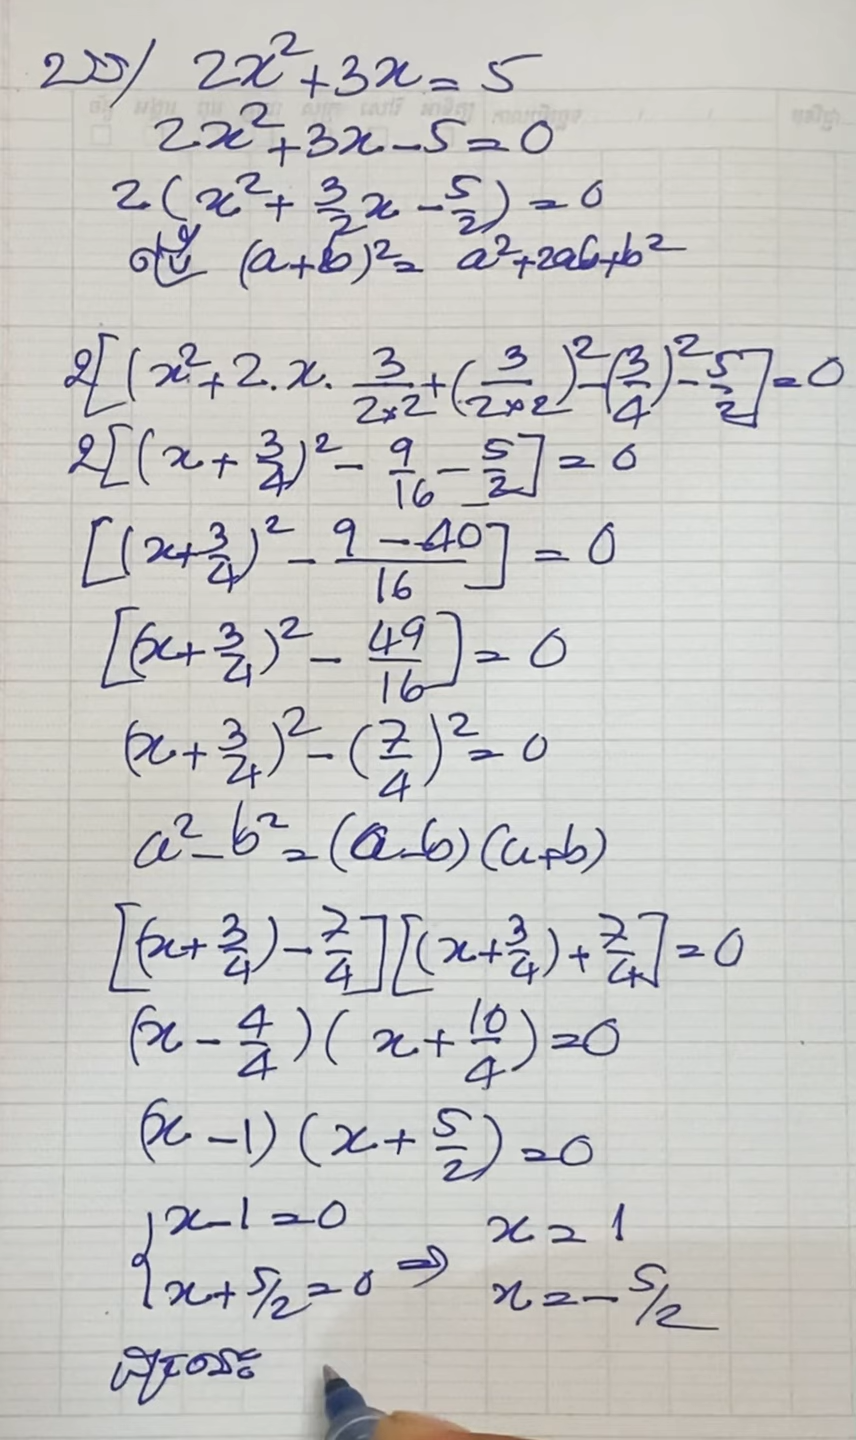 2x²+3x=5
2x²+3x-5=0
2(x²+3/2x-5/2)=0
(a+b)²=a²+2ab+b²
2[(x²+2.x.3/(2×2)+(3/(2×2))²-(3/4)²-5/2]=0
2[(x+3/4)²-9/16-5/2]=0
[(x+3/4)²-(9-40)/16]=0
[(x+3/4)²-49/16]=0
(x+3/4)²-(7/4)²=0
a²-b²=(a-b)(a+b)
[(x+3/4)-7/4][(x+3/4)+7/4]=0
(x-4/4)(x+10/4)=0
(x-1)(x+5/2)=0
{x-1=0 x=1
x+5/2=0 ⇒ x=-5/2
ដូចនេះ